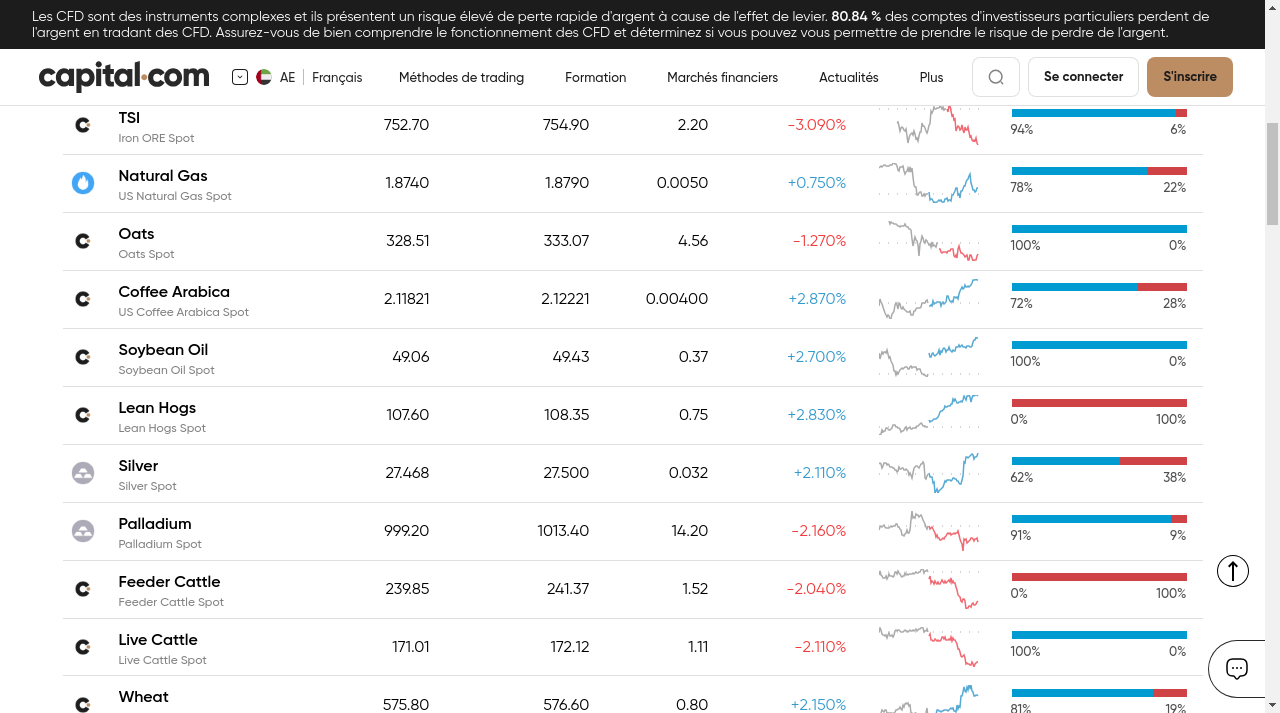 Les CFD sont des instruments complexes et ils présentent un risque élevé de perte rapide d'argent à cause de l'effet de levier. 80.84 % des comptes d'investisseurs particuliers perdent de
l'argent en tradant des CFD. Assurez-vous de bien comprendre le fonctionnement des CFD et déterminez si vous pouvez vous permettre de prendre le risque de perdre de l'argent.
capital.com AE Français Méthodes de trading Formation Marchés financiers Actualités Plus Se connecter S'inscrire
TSI 752.70 754.90 2.20 -3.090% 94% 6%
Iron ORE Spot
Natural Gas 1.8740 1.8790 0.0050 +0.750% 78% 22%
US Natural Gas Spot
Oats 328.51 333.07 4.56 -1.270% 100% 0%
Oats Spot
Coffee Arabica 2.11821 2.12221 0.00400 +2.870% 72% 28%
US Coffee Arabica Spot
Soybean Oil 49.06 49.43 0.37 +2.700% 100% 0%
Soybean Oil Spot
Lean Hogs 107.60 108.35 0.75 +2.830% 0% 100%
Lean Hogs Spot
Silver 27.468 27.500 0.032 +2.110% 62% 38%
Silver Spot
Palladium 999.20 1013.40 14.20 -2.160% 91% 9%
Palladium Spot
Feeder Cattle 239.85 241.37 1.52 -2.040% 0% 100%
Feeder Cattle Spot
Live Cattle 171.01 172.12 1.11 -2.110% 100% 0%
Live Cattle Spot
Wheat 575.80 576.60 0.80 +2.150% 81% 19%